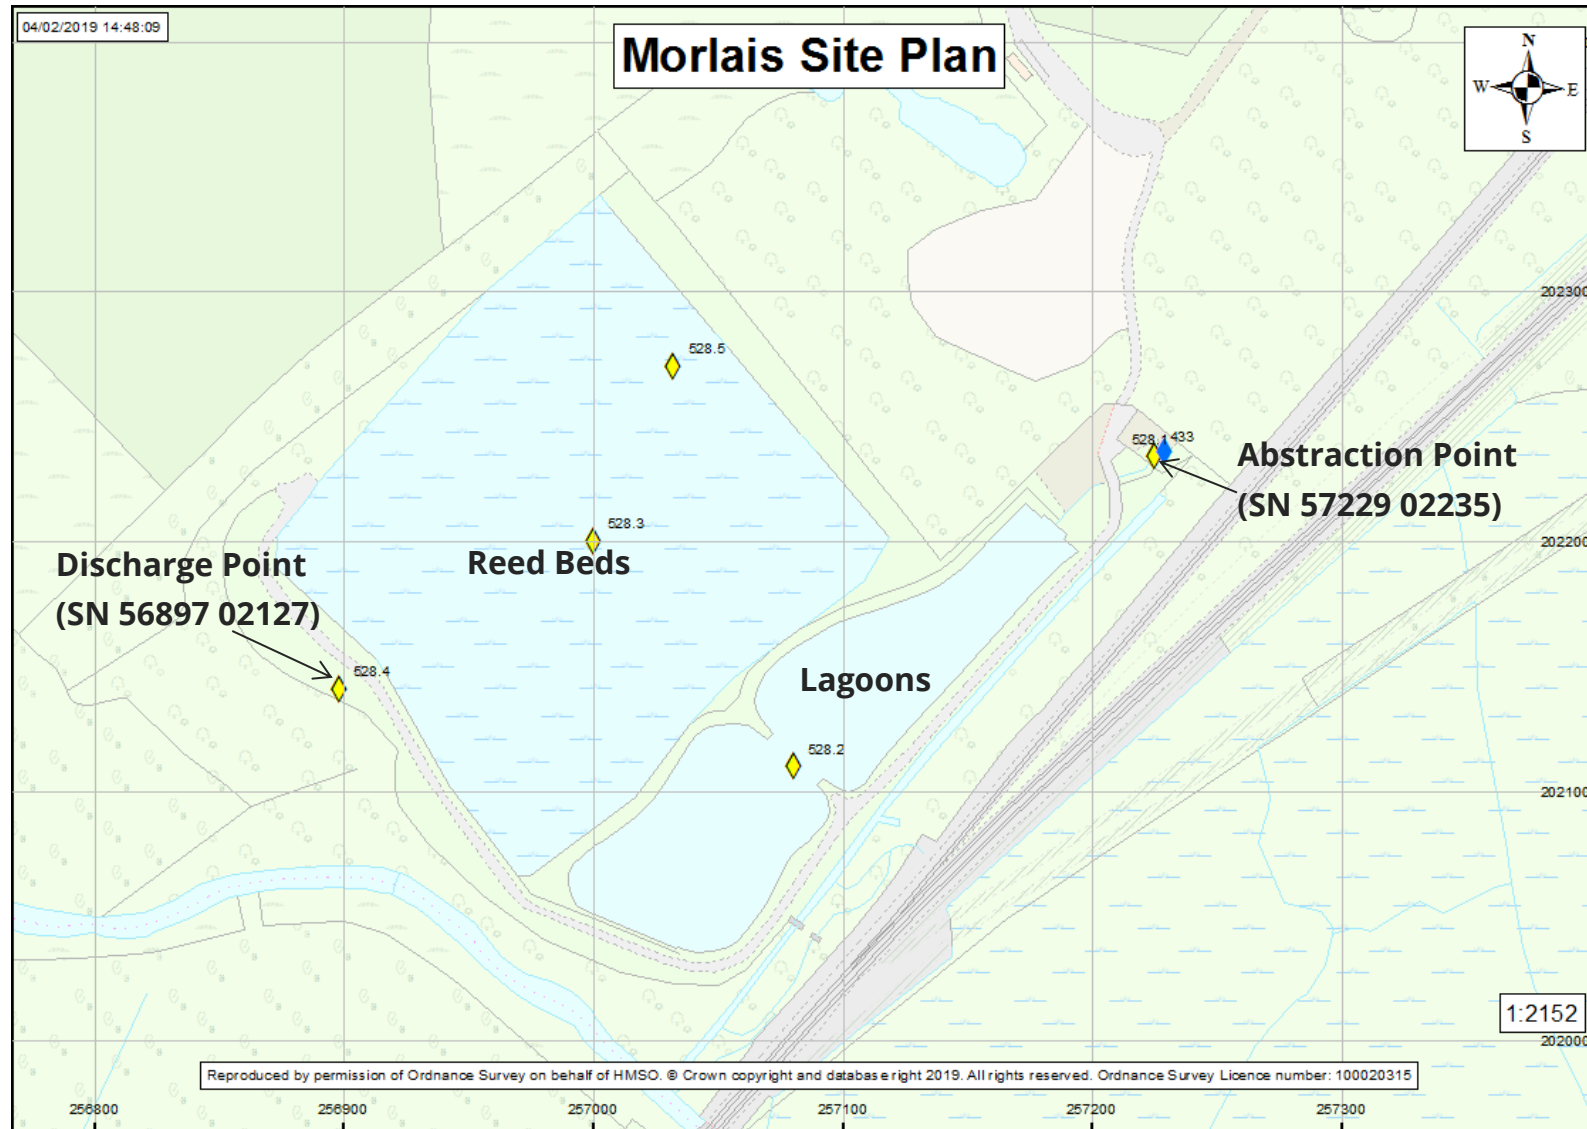 04/02/2019 14:48:09
Morlais Site Plan
N
W E
S
202300
528.5
528.1 433
Abstraction Point
(SN 57229 02235)
528.3
202200
Discharge Point
(SN 56897 02127)
Reed Beds
528.4
Lagoons
528.2
202100
1:2152
202000
Reproduced by permission of Ordnance Survey on behalf of HMSO. © Crown copyright and database right 2019. All rights reserved. Ordnance Survey Licence number: 100020315
256800 256900 257000 257100 257200 257300